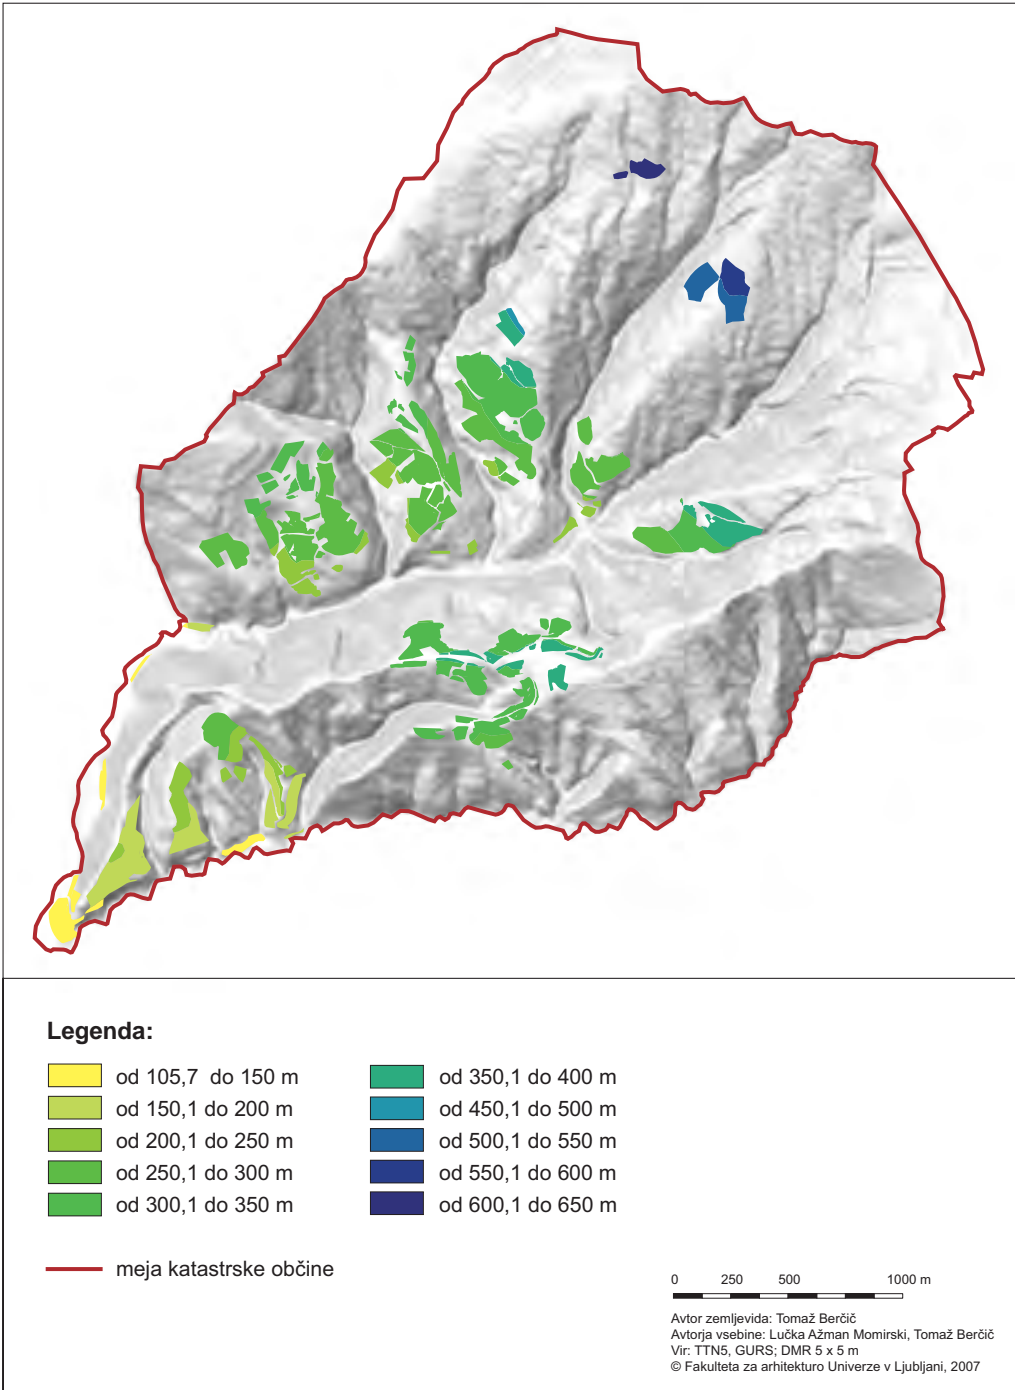 Legenda:
od 105,7 do 150 m
od 150,1 do 200 m
od 200,1 do 250 m
od 250,1 do 300 m
od 300,1 do 350 m
od 350,1 do 400 m
od 450,1 do 500 m
od 500,1 do 550 m
od 550,1 do 600 m
od 600,1 do 650 m
meja katastrske občine
0 250 500 1000 m
Avtor zemljevida: Tomaž Berčič
Avtorja vsebine: Lučka Ažman Momirski, Tomaž Berčič
Vir: TTN5, GURS; DMR 5 x 5 m
© Fakulteta za arhitekturo Univerze v Ljubljani, 2007